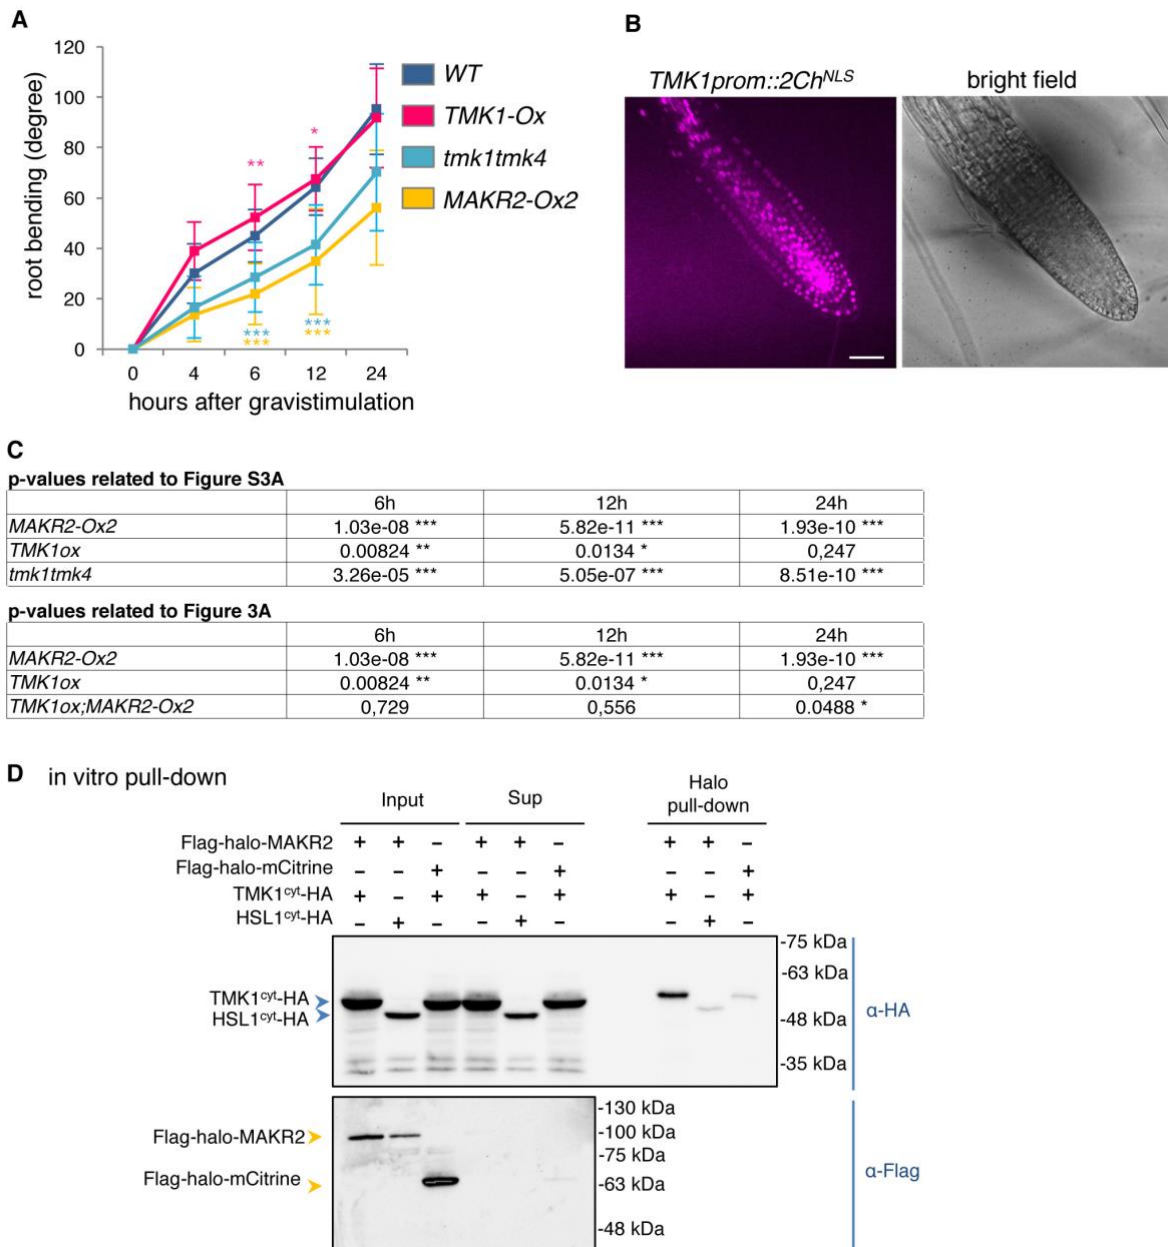 A
120
100
80
60
40
20
0
root bending (degree)
** 
*
***
***
***
***
0 4 6 12 24
hours after gravistimulation
WT
TMK1-Ox
tmk1tmk4
MAKR2-Ox2
B
TMK1prom::2Ch^NLS bright field
C
p-values related to Figure S3A
6h 12h 24h
MAKR2-Ox2 1.03e-08 *** 5.82e-11 *** 1.93e-10 ***
TMK1ox 0.00824 ** 0.0134 * 0,247
tmk1tmk4 3.26e-05 *** 5.05e-07 *** 8.51e-10 ***
p-values related to Figure 3A
6h 12h 24h
MAKR2-Ox2 1.03e-08 *** 5.82e-11 *** 1.93e-10 ***
TMK1ox 0.00824 ** 0.0134 * 0,247
TMK1ox;MAKR2-Ox2 0,729 0,556 0.0488 *
D in vitro pull-down
Input Sup Halo
pull-down
Flag-halo-MAKR2 + + - + + - + + -
Flag-halo-mCitrine - - + - - + - - +
TMK1cyt-HA + - + + - + + - +
HSL1cyt-HA - + - - + - - + -
-75 kDa
-63 kDa
TMK1cyt-HA
HSL1cyt-HA
-48 kDa
-35 kDa
α-HA
-130 kDa
Flag-halo-MAKR2 -100 kDa
-75 kDa
Flag-halo-mCitrine -63 kDa
-48 kDa
α-Flag